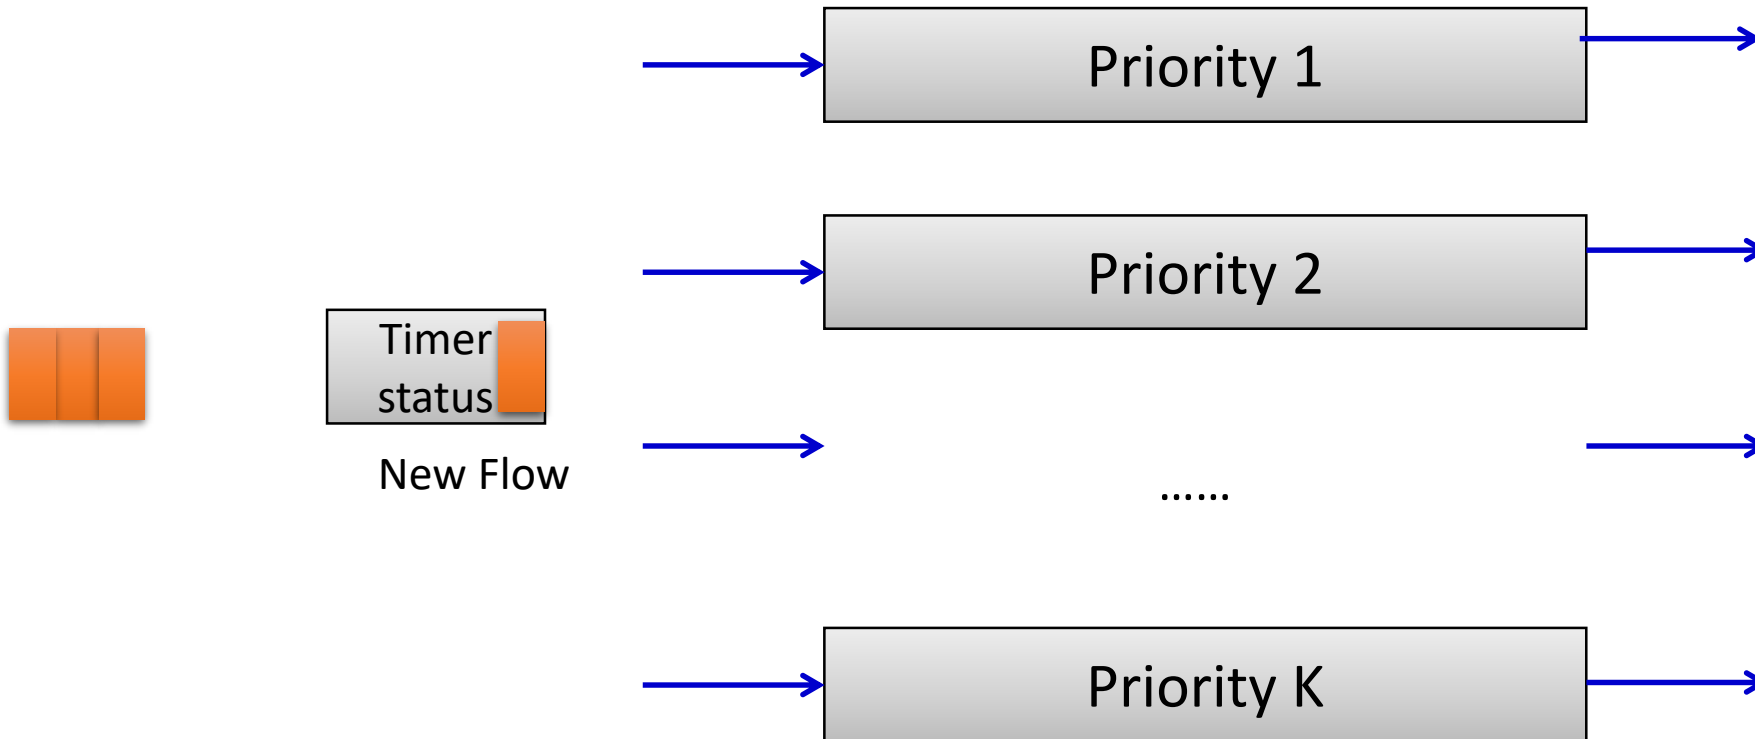 Priority 1
Priority 2
Timer
status
New Flow
......
Priority K